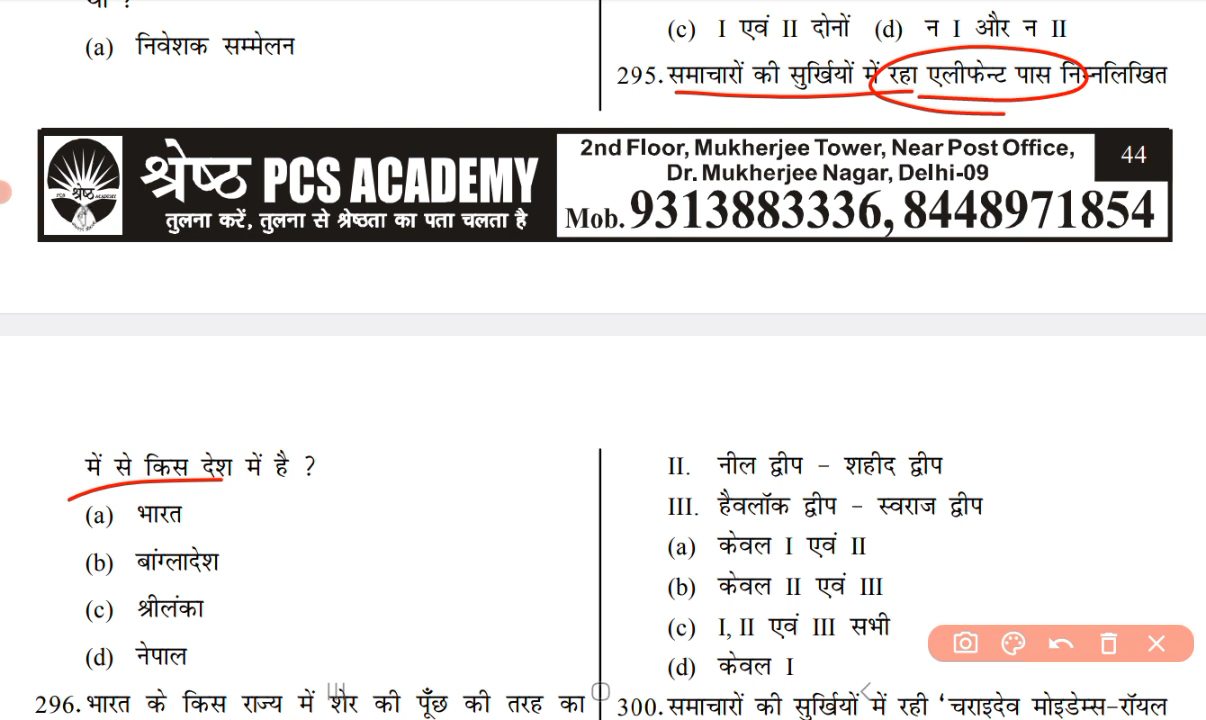 (a) निवेशक सम्मेलन
(c) I एवं II दोनों (d) न I और न II
295. समाचारों की सुर्खियों में रहा एलीफेन्ट पास निम्नलिखित
श्रेष्ठ PCS ACADEMY
तुलना करें, तुलना से श्रेष्ठता का पता चलता है
2nd Floor, Mukherjee Tower, Near Post Office,
Dr. Mukherjee Nagar, Delhi-09
Mob. 9313883336, 8448971854
44
में से किस देश में है ?
(a) भारत
(b) बांग्लादेश
(c) श्रीलंका
(d) नेपाल
296. भारत के किस राज्य में शेर की पूँछ की तरह का
II. नील द्वीप - शहीद द्वीप
III. हैवलॉक द्वीप - स्वराज द्वीप
(a) केवल I एवं II
(b) केवल II एवं III
(c) I, II एवं III सभी
(d) केवल I
300. समाचारों की सुर्खियों में रही ‘चराइदेव मोइडेम्स-रॉयल